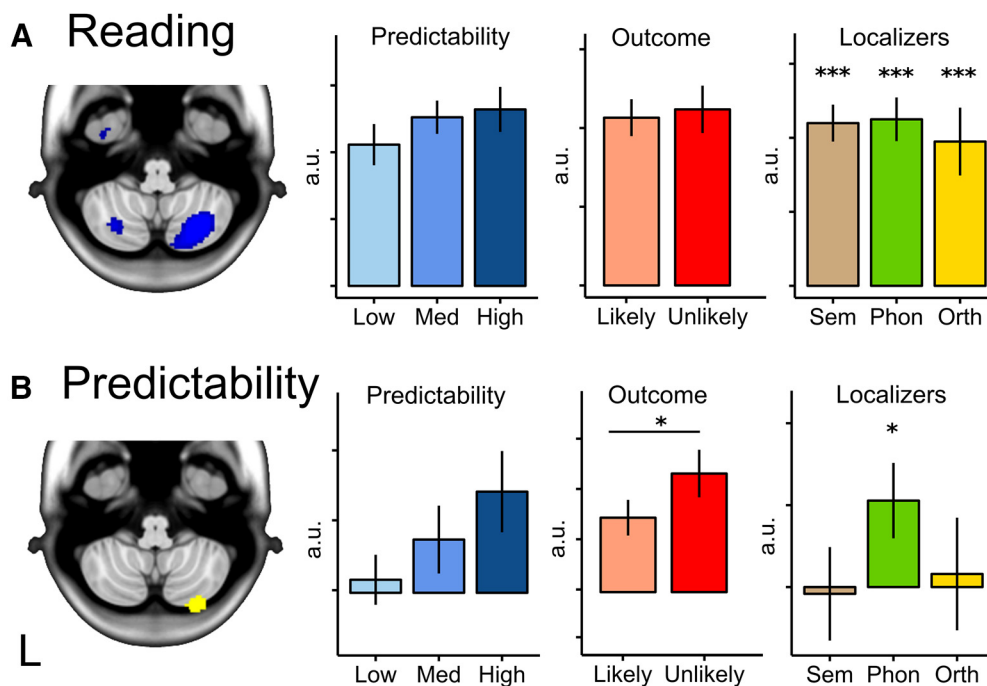 A Reading
Predictability
a.u.
Low Med High
Outcome
a.u.
Likely Unlikely
Localizers
*** *** ***
a.u.
Sem Phon Orth
B Predictability
L
Predictability
a.u.
Low Med High
Outcome
*
a.u.
Likely Unlikely
Localizers
*
a.u.
Sem Phon Orth